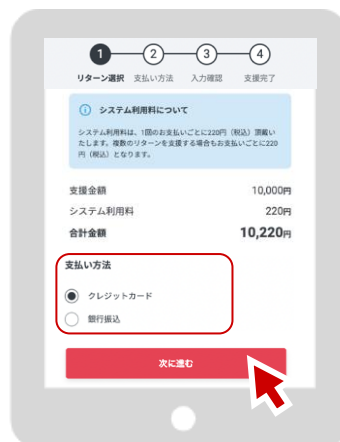 1 2 3 4
リターン選択 支払い方法 入力確認 支援完了
システム利用料について
システム利用料は、1回のお支払いごとに220円（税込）頂戴い
たします。複数のリターンを支援する場合もお支払いごとに220
円（税込）となります。
支援金額 10,000円
システム利用料 220円
合計金額 10,220円
支払い方法
クレジットカード
銀行振込
次に進む